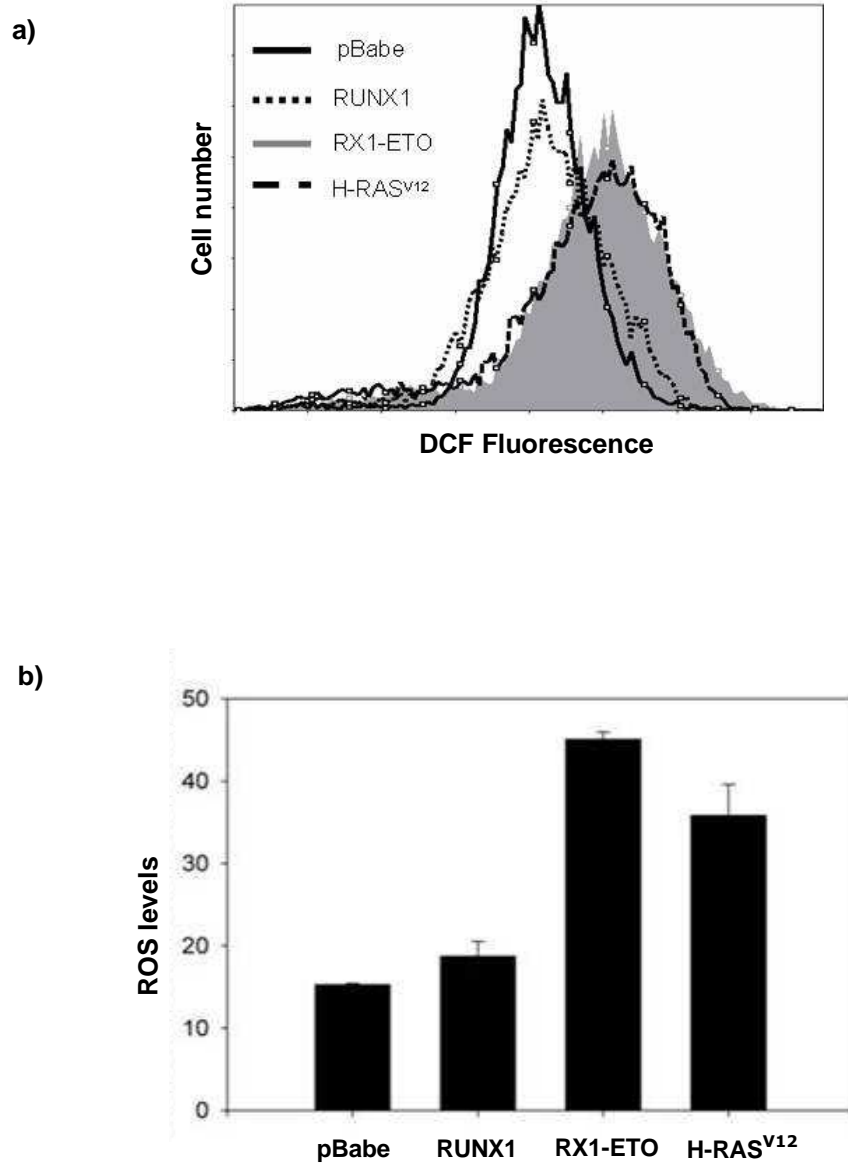 a)
pBabe
RUNX1
RX1-ETO
H-RASV12
Cell number
DCF Fluorescence
b)
50
40
30
20
10
0
ROS levels
pBabe RUNX1 RX1-ETO H-RASV12